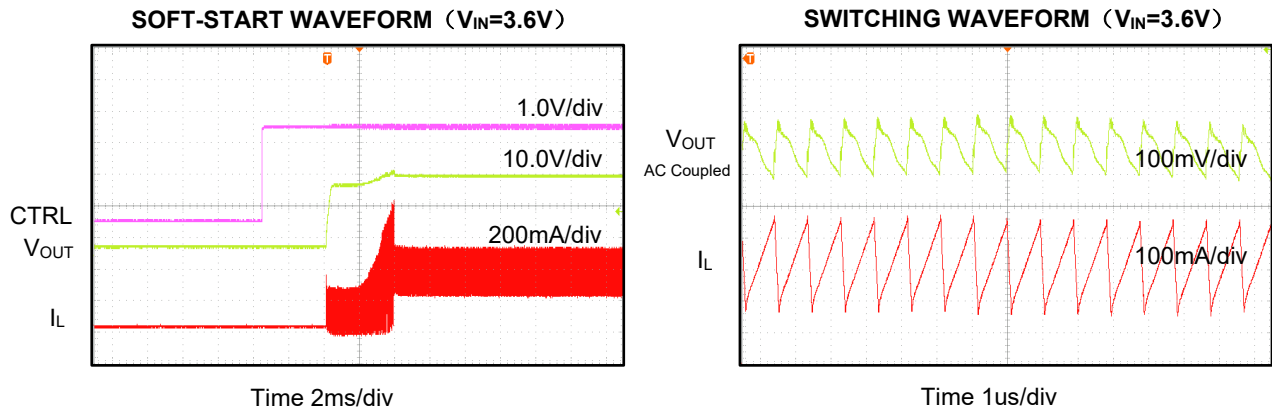 SOFT-START WAVEFORM（VIN=3.6V）
T
1.0V/div
10.0V/div
CTRL
VOUT
200mA/div
IL
Time 2ms/div
SWITCHING WAVEFORM（VIN=3.6V）
T
VOUT
AC Coupled
100mV/div
IL
100mA/div
Time 1us/div